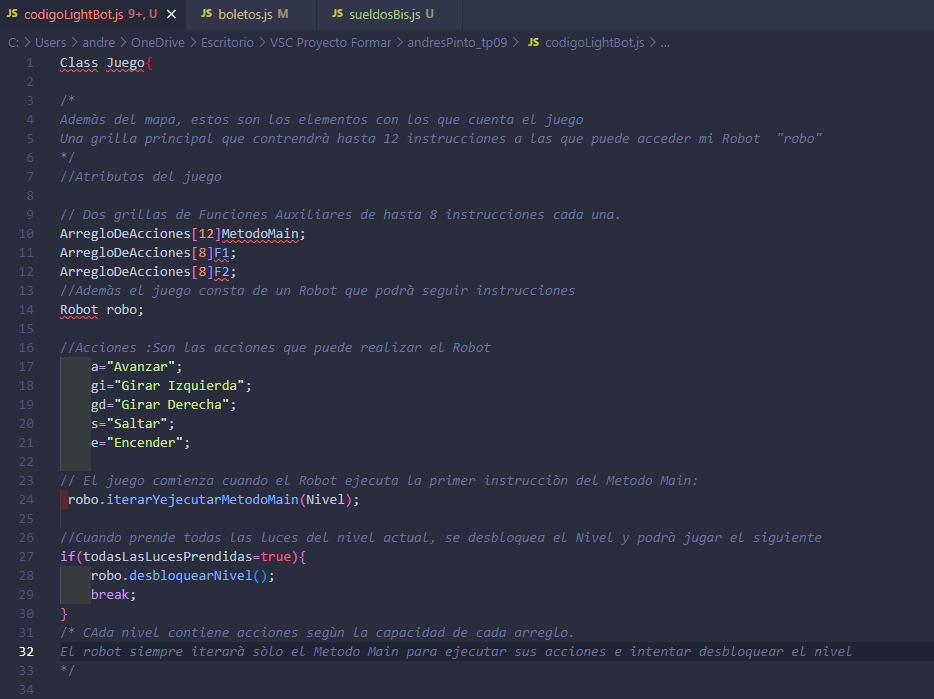 JS codigoLightBot.js 9+, U × JS boletos.js M JS sueldosBis.js U
C: > Users > andre > OneDrive > Escritorio > VSC Proyecto Formar > andresPinto_tp09 > JS codigoLightBot.js > ...
1 Class Juego{
2
3 /*
4 Ademàs del mapa, estos son los elementos con los que cuenta el juego
5 Una grilla principal que contrendrà hasta 12 instrucciones a las que puede acceder mi Robot "robo"
6 */
7 //Atributos del juego
8
9 // Dos grillas de Funciones Auxiliares de hasta 8 instrucciones cada una.
10 ArregloDeAcciones[12]MetodoMain;
11 ArregloDeAcciones[8]F1;
12 ArregloDeAcciones[8]F2;
13 //Ademàs el juego consta de un Robot que podrà seguir instrucciones
14 Robot robo;
15
16 //Acciones :Son las acciones que puede realizar el Robot
17 a="Avanzar";
18 gi="Girar Izquierda";
19 gd="Girar Derecha";
20 s="Saltar";
21 e="Encender";
22
23 // El juego comienza cuando el Robot ejecuta la primer instrucciòn del Metodo Main:
24 robo.iterarYejecutarMetodoMain(Nivel);
25
26 //Cuando prende todas las luces del nivel actual, se desbloquea el Nivel y podrà jugar el siguiente
27 if(todasLasLucesPrendidas=true){
28 robo.desbloquearNivel();
29 break;
30 }
31 /* CAda nivel contiene acciones segùn la capacidad de cada arreglo.
32 El robot siempre iterarà sòlo el Metodo Main para ejecutar sus acciones e intentar desbloquear el nivel
33 */
34